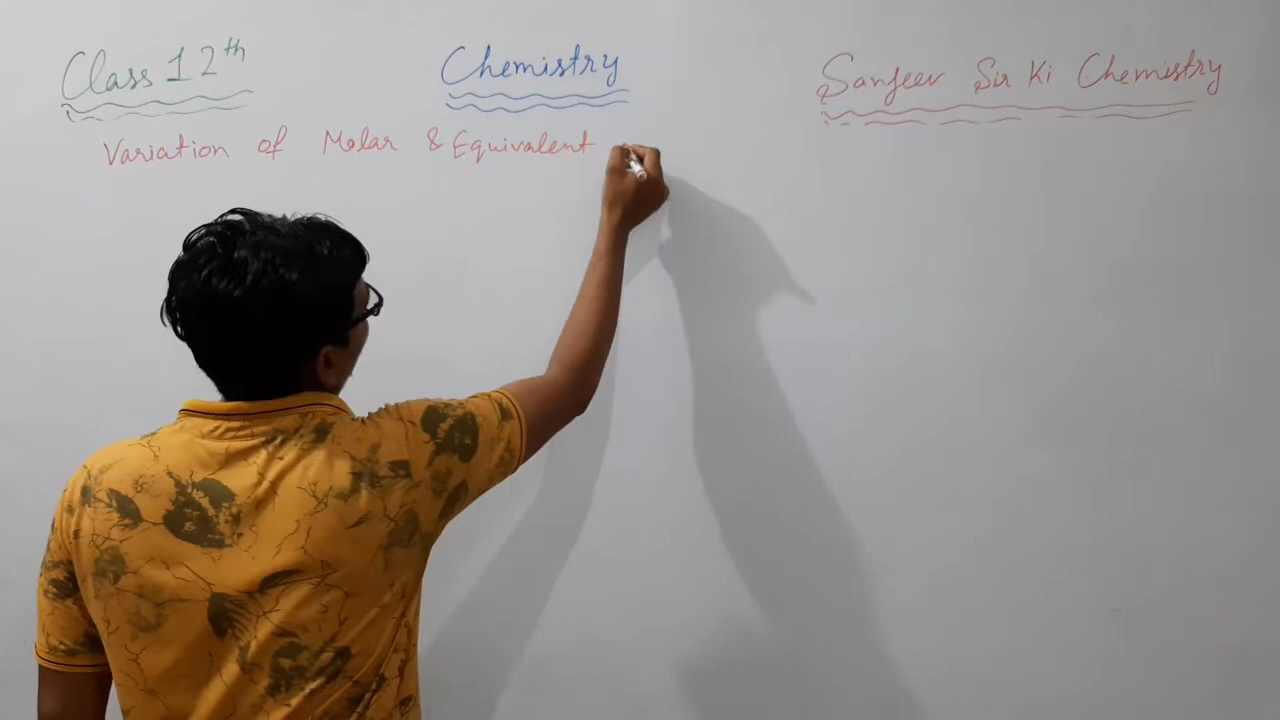 Class 12th
Chemistry
Sanjeev Sir Ki Chemistry
Variation of Molar & Equivalent